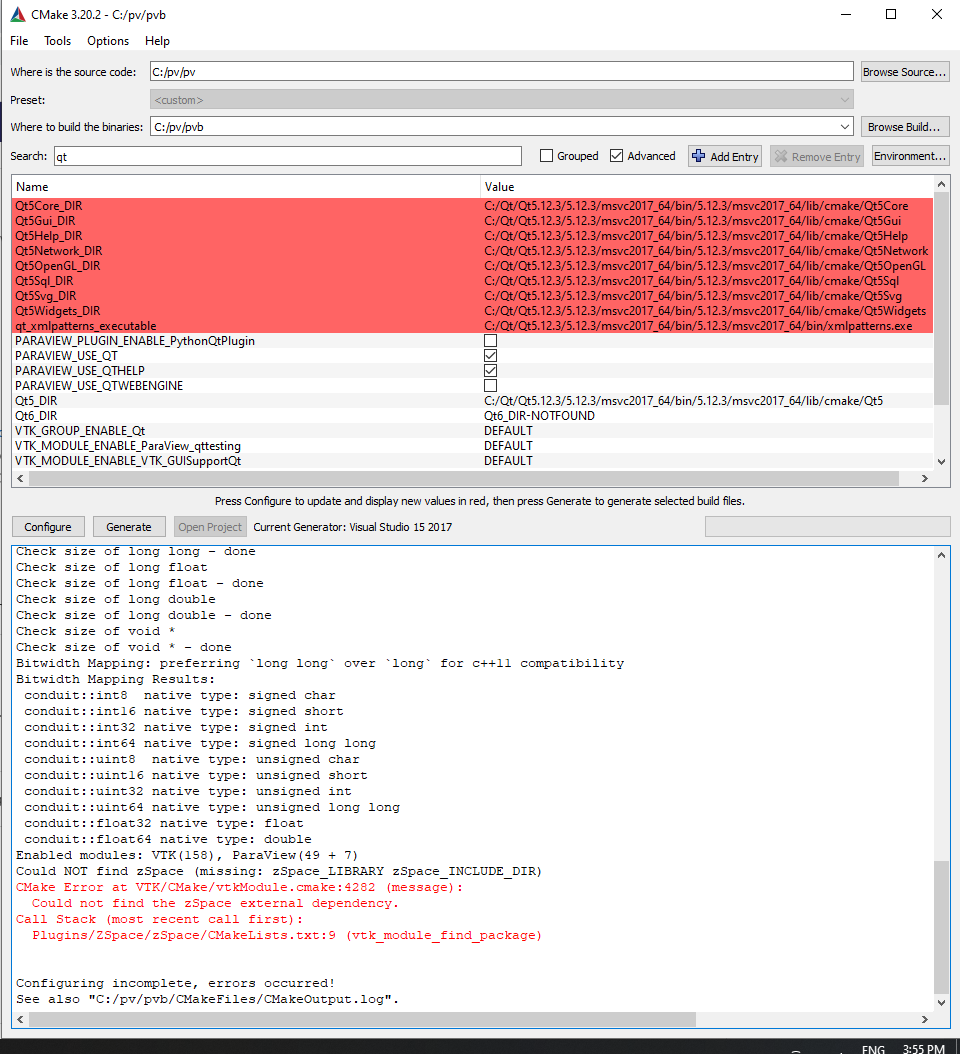 CMake 3.20.2 - C:/pv/pvb
File Tools Options Help
Where is the source code: C:/pv/pv Browse Source...
Preset: <custom>
Where to build the binaries: C:/pv/pvb Browse Build...
Search: qt Grouped Advanced Add Entry Remove Entry Environment...
Name Value
Qt5Core_DIR C:/Qt/Qt5.12.3/5.12.3/msvc2017_64/bin/5.12.3/msvc2017_64/lib/cmake/Qt5Core
Qt5Gui_DIR C:/Qt/Qt5.12.3/5.12.3/msvc2017_64/bin/5.12.3/msvc2017_64/lib/cmake/Qt5Gui
Qt5Help_DIR C:/Qt/Qt5.12.3/5.12.3/msvc2017_64/bin/5.12.3/msvc2017_64/lib/cmake/Qt5Help
Qt5Network_DIR C:/Qt/Qt5.12.3/5.12.3/msvc2017_64/bin/5.12.3/msvc2017_64/lib/cmake/Qt5Network
Qt5OpenGL_DIR C:/Qt/Qt5.12.3/5.12.3/msvc2017_64/bin/5.12.3/msvc2017_64/lib/cmake/Qt5OpenGL
Qt5Sql_DIR C:/Qt/Qt5.12.3/5.12.3/msvc2017_64/bin/5.12.3/msvc2017_64/lib/cmake/Qt5Sql
Qt5Svg_DIR C:/Qt/Qt5.12.3/5.12.3/msvc2017_64/bin/5.12.3/msvc2017_64/lib/cmake/Qt5Svg
Qt5Widgets_DIR C:/Qt/Qt5.12.3/5.12.3/msvc2017_64/bin/5.12.3/msvc2017_64/lib/cmake/Qt5Widgets
qt_xmlpatterns_executable C:/Qt/Qt5.12.3/5.12.3/msvc2017_64/bin/5.12.3/msvc2017_64/bin/xmlpatterns.exe
PARAVIEW_PLUGIN_ENABLE_PythonQtPlugin
PARAVIEW_USE_QT
PARAVIEW_USE_QTHELP
PARAVIEW_USE_QTWEBENGINE
Qt5_DIR C:/Qt/Qt5.12.3/5.12.3/msvc2017_64/bin/5.12.3/msvc2017_64/lib/cmake/Qt5
Qt6_DIR Qt6_DIR-NOTFOUND
VTK_GROUP_ENABLE_Qt DEFAULT
VTK_MODULE_ENABLE_ParaView_qttesting DEFAULT
VTK_MODULE_ENABLE_VTK_GUISupportQt DEFAULT
Press Configure to update and display new values in red, then press Generate to generate selected build files.
Configure Generate Open Project Current Generator: Visual Studio 15 2017
Check size of long long - done
Check size of long float
Check size of long float - done
Check size of long double
Check size of long double - done
Check size of void *
Check size of void * - done
Bitwidth Mapping: preferring `long long` over `long` for c++11 compatibility
Bitwidth Mapping Results:
conduit::int8 native type: signed char
conduit::int16 native type: signed short
conduit::int32 native type: signed int
conduit::int64 native type: signed long long
conduit::uint8 native type: unsigned char
conduit::uint16 native type: unsigned short
conduit::uint32 native type: unsigned int
conduit::uint64 native type: unsigned long long
conduit::float32 native type: float
conduit::float64 native type: double
Enabled modules: VTK(158), ParaView(49 + 7)
Could NOT find zSpace (missing: zSpace_LIBRARY zSpace_INCLUDE_DIR)
CMake Error at VTK/CMake/vtkModule.cmake:4282 (message):
Could not find the zSpace external dependency.
Call Stack (most recent call first):
Plugins/ZSpace/zSpace/CMakeLists.txt:9 (vtk_module_find_package)
Configuring incomplete, errors occurred!
See also "C:/pv/pvb/CMakeFiles/CMakeOutput.log".
ENG 3:55 PM